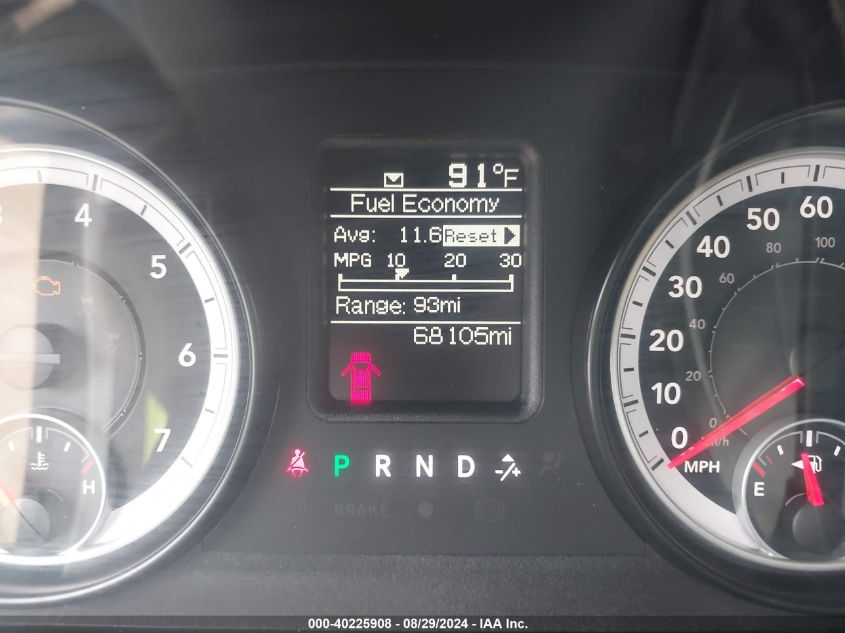 91°F
Fuel Economy
Avg: 11.6 Reset
MPG 10 20 30
Range: 93mi
68105mi
4
5
6
7
H
60
50
40
30
20
10
0
MPH
100
80
60
40
20
0
km/h
E
P R N D
BRAKE
000-40225908 - 08/29/2024 - IAA Inc.